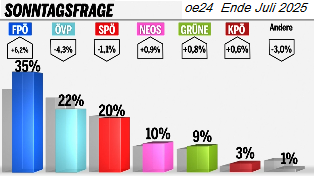 SONNTAGSFRAGE oe24 Ende Juli 2025
FPÖ ÖVP SPÖ NEOS GRÜNE KPÖ Andere
+6,2% -4,3% -1,1% +0,9% +0,8% +0,6% -3,0%
35% 22% 20% 10% 9% 3% 1%